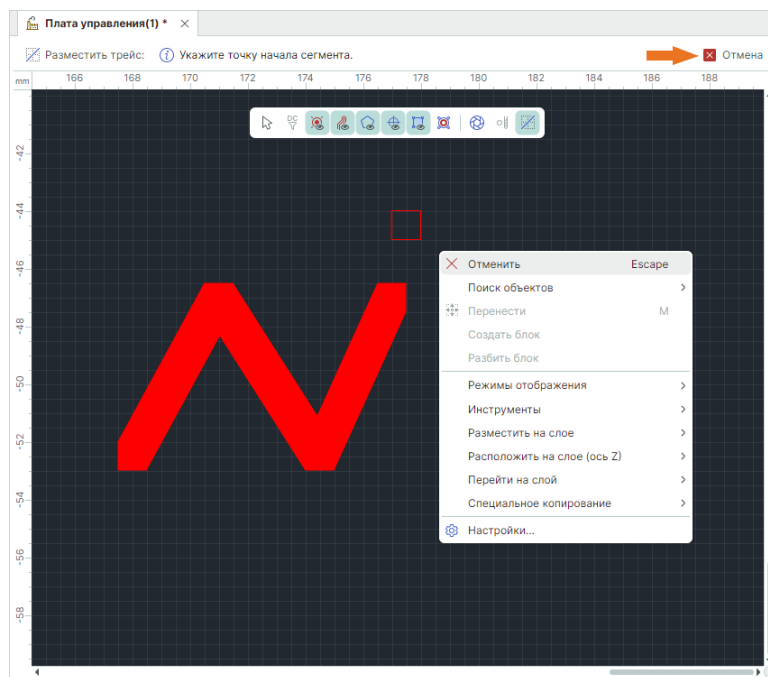 Плата управления(1) *
Разместить трейс: Укажите точку начала сегмента. Отмена
mm 166 168 170 172 174 176 178 180 182 184 186 188
DC
-42
-44
-46
-48
-50
-52
-54
-56
-58
Отменить Escape
Поиск объектов
Перенести M
Создать блок
Разбить блок
Режимы отображения
Инструменты
Разместить на слое
Расположить на слое (ось Z)
Перейти на слой
Специальное копирование
Настройки...